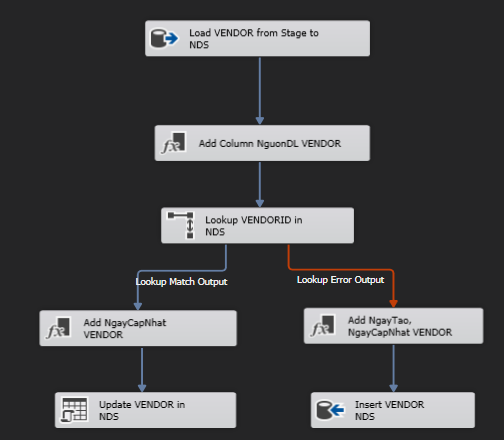 Load VENDOR from Stage to
NDS
Add Column NguonDL VENDOR
Lookup VENDORID in
NDS
Lookup Match Output
Lookup Error Output
Add NgayCapNhat
VENDOR
Add NgayTao,
NgayCapNhat VENDOR
Update VENDOR in
NDS
Insert VENDOR
NDS